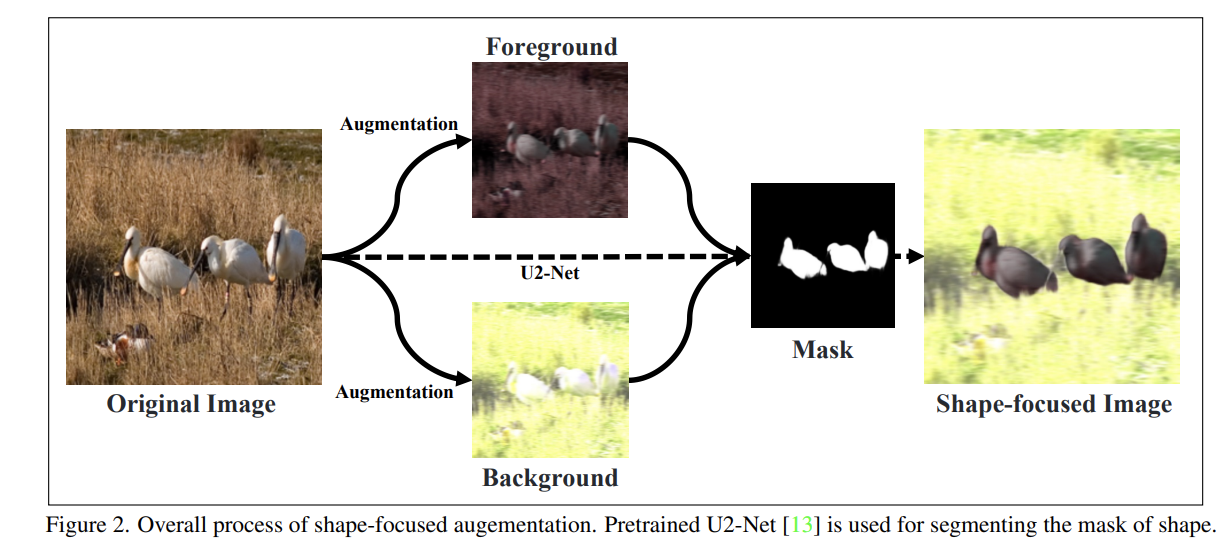 Foreground
Augmentation
U2-Net
Mask
Augmentation
Original Image
Shape-focused Image
Background
Figure 2. Overall process of shape-focused augementation. Pretrained U2-Net [13] is used for segmenting the mask of shape.